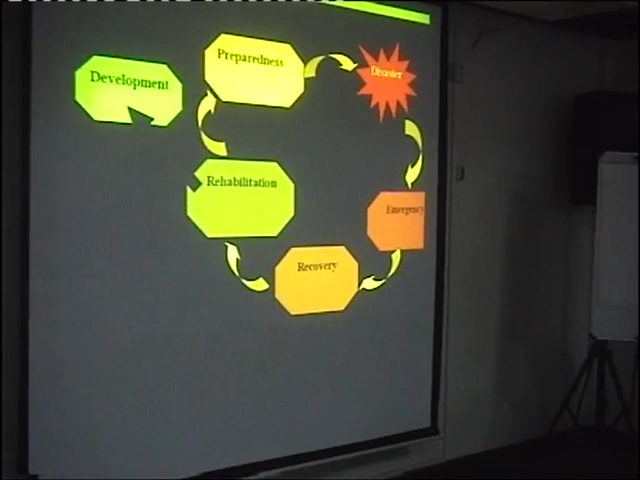 Preparedness
Disaster
Development
Rehabilitation
Emergency
Recovery